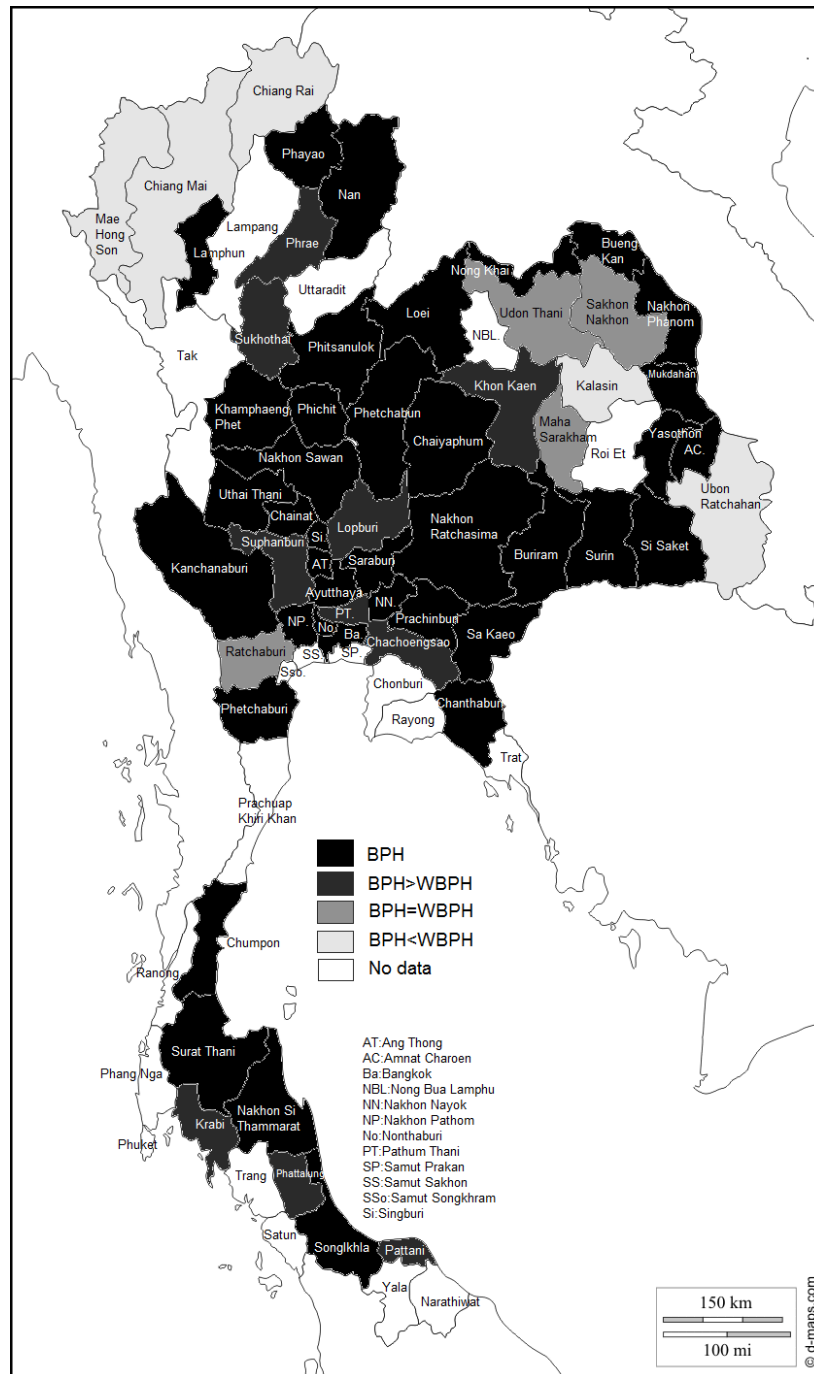 Chiang Rai
Phayao
Nan
Chiang Mai
Mae
Hong
Son
Lampang
Lamphun
Phrae
Uttaradit
Tak
Sukhothai
Phitsanulok
Loei
Nong Khai
Bueng
Kan
Udon Thani
Sakhon
Nakhon
Nakhon
Phanom
NBL.
Khon Kaen
Kalasin
Mukdahan
Khamphaeng
Phet
Phichit
Phetchabun
Chaiyaphum
Maha
Sarakham
Roi Et
Yasothon
AC.
Ubon
Ratchahan
Nakhon Sawan
Uthai Thani
Chainat
Si.
Lopburi
Nakhon
Ratchasima
Buriram
Surin
Si Saket
Suphanburi
Kanchanaburi
AT.
Saraburi
Ayutthaya
NN.
PT.
Prachinburi
NP.
No.
Ba.
Chachoengsao
Sa Kaeo
Ratchaburi
SS.
SP.
Sso.
Chonburi
Phetchaburi
Rayong
Chanthaburi
Trat
Prachuap
Khiri Khan
BPH
BPH>WBPH
BPH=WBPH
BPH<WBPH
No data
Chumpon
Ranong
Surat Thani
Phang Nga
Krabi
Nakhon Si
Thammarat
Phuket
Trang
Phattalung
Satun
Songlkhla
Pattani
Yala
Narathiwat
AT:Ang Thong
AC:Amnat Charoen
Ba:Bangkok
NBL:Nong Bua Lamphu
NN:Nakhon Nayok
NP:Nakhon Pathom
No:Nonthaburi
PT:Pathum Thani
SP:Samut Prakan
SS:Samut Sakhon
SSo:Samut Songkhram
Si:Singburi
150 km
100 mi
© d-maps.com